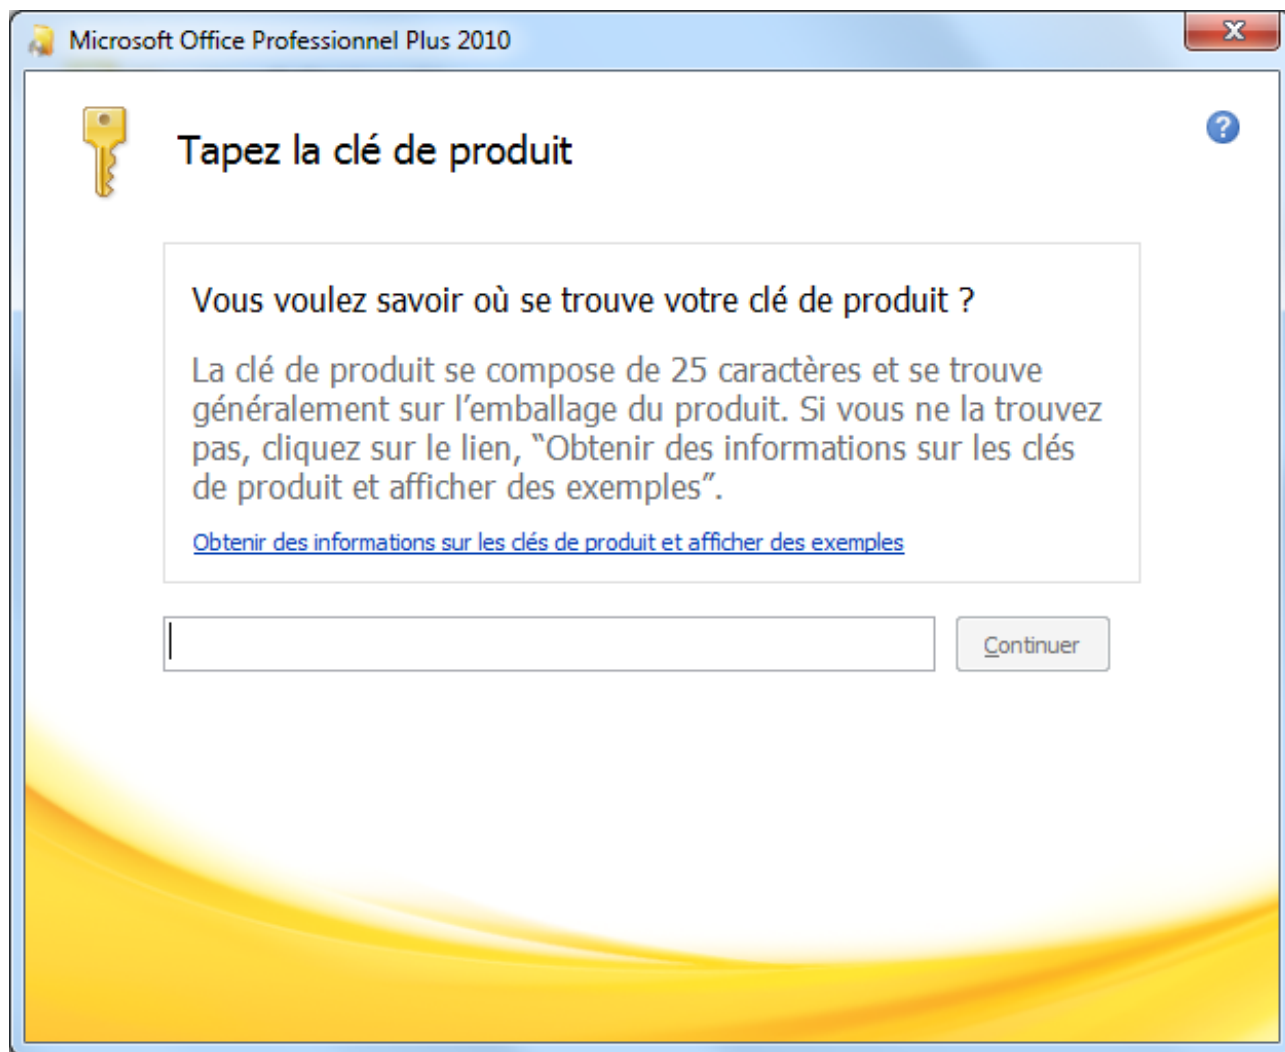 Microsoft Office Professionnel Plus 2010
x
?
Tapez la clé de produit
Vous voulez savoir où se trouve votre clé de produit ?
La clé de produit se compose de 25 caractères et se trouve
généralement sur l’emballage du produit. Si vous ne la trouvez
pas, cliquez sur le lien, “Obtenir des informations sur les clés
de produit et afficher des exemples”.
Obtenir des informations sur les clés de produit et afficher des exemples
Continuer